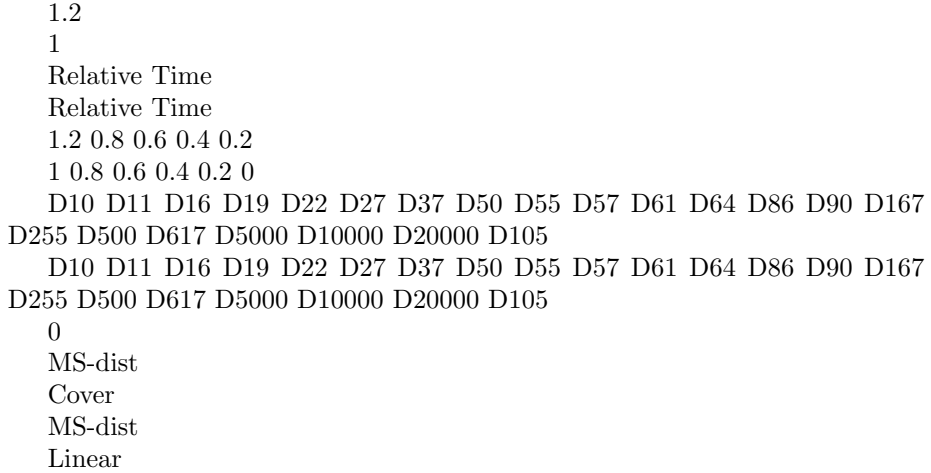 1.2
1
Relative Time
Relative Time
1.2 0.8 0.6 0.4 0.2
1 0.8 0.6 0.4 0.2 0
D10 D11 D16 D19 D22 D27 D37 D50 D55 D57 D61 D64 D86 D90 D167
D255 D500 D617 D5000 D10000 D20000 D105
D10 D11 D16 D19 D22 D27 D37 D50 D55 D57 D61 D64 D86 D90 D167
D255 D500 D617 D5000 D10000 D20000 D105
0
MS-dist
Cover
MS-dist
Linear